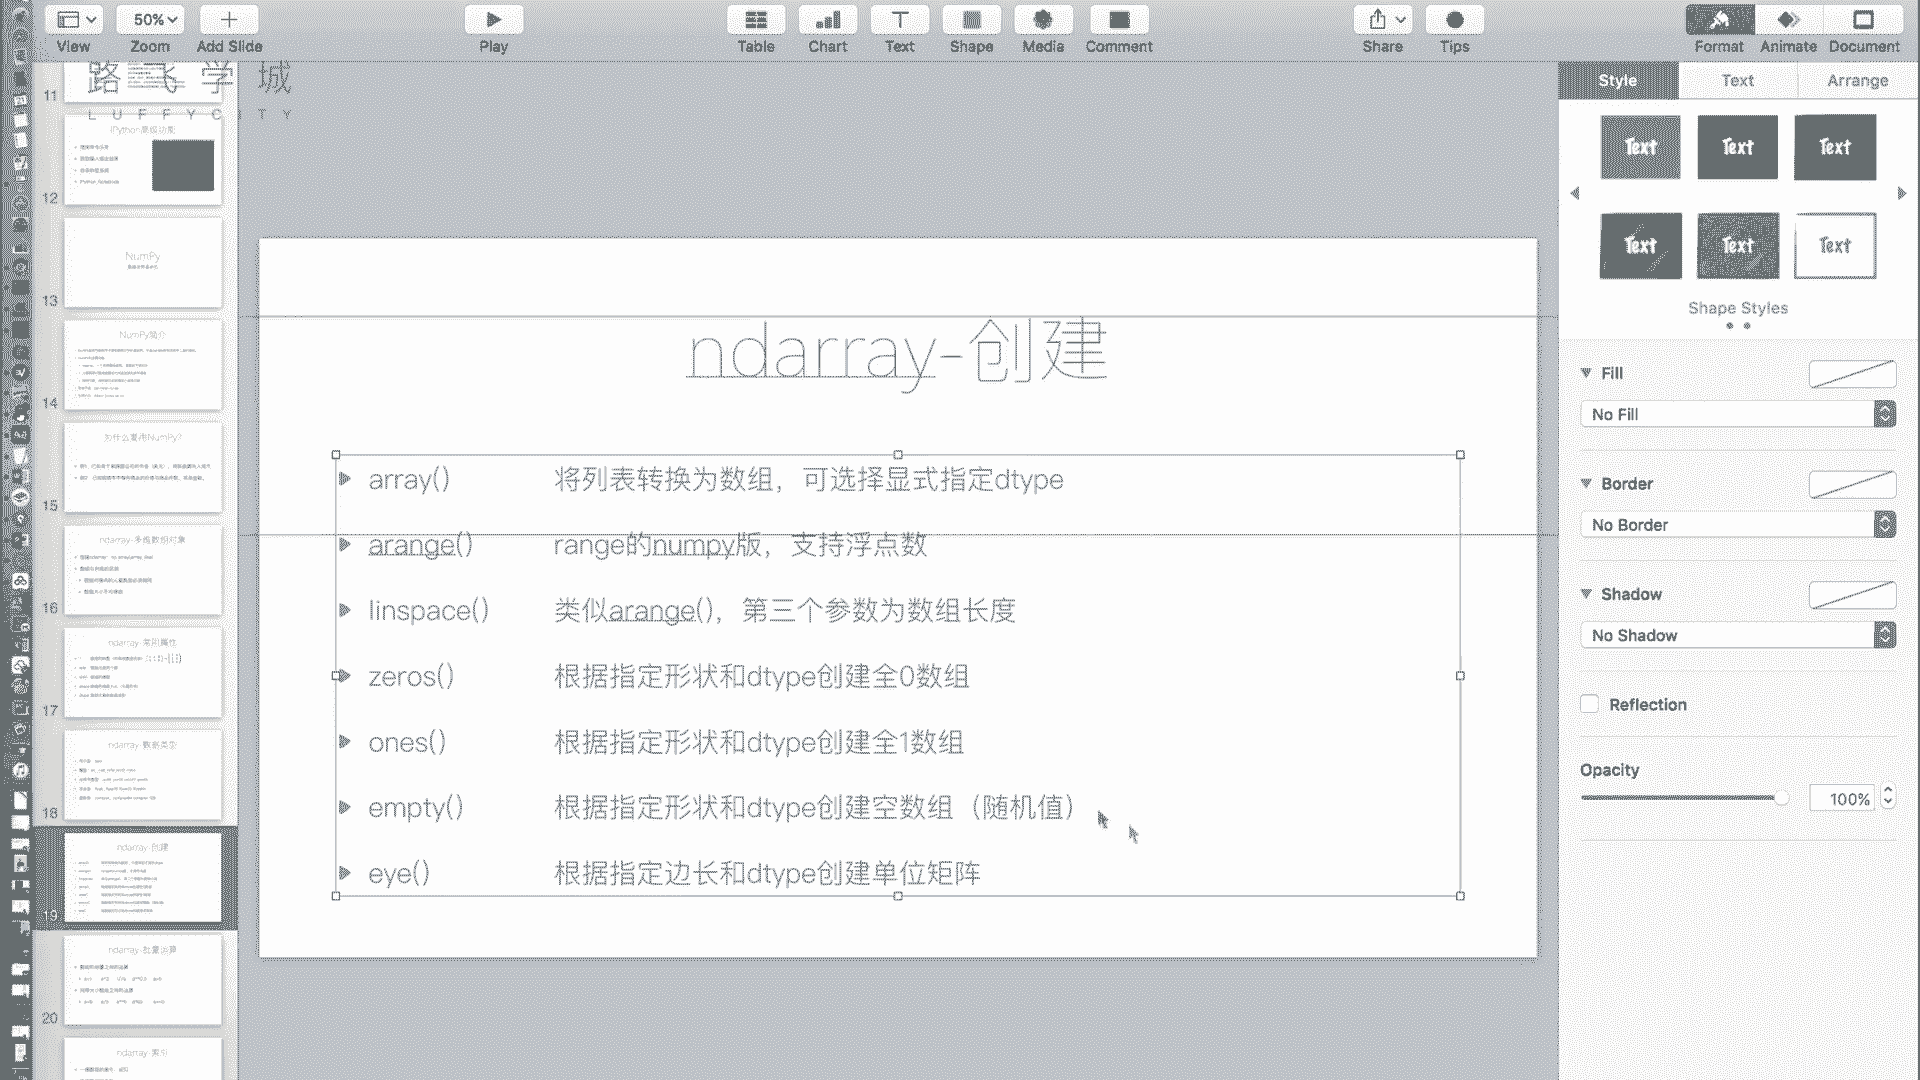 View
50%
Zoom
Add Slide
Play
Table
Chart
Text
Shape
Media
Comment
Share
Tips
Format
Animate
Document
路飞学城
LUFFYCITY
11
IPython高级功能
12
NumPy
13
NumPy简介
14
为什么要用NumPy?
15
ndarray-多维数组对象
16
ndarray-常用属性
17
ndarray-数据类型
18
ndarray-创建
19
ndarray-批量运算
20
ndarray-索引
ndarray-创建
array() 将列表转换为数组，可选择显式指定dtype
arange() range的numpy版，支持浮点数
linspace() 类似arange()，第三个参数为数组长度
zeros() 根据指定形状和dtype创建全0数组
ones() 根据指定形状和dtype创建全1数组
empty() 根据指定形状和dtype创建空数组（随机值）
eye() 根据指定边长和dtype创建单位矩阵
Style
Text
Arrange
Text
Text
Text
Text
Text
Text
Shape Styles
Fill
No Fill
Border
No Border
Shadow
No Shadow
Reflection
Opacity
100%